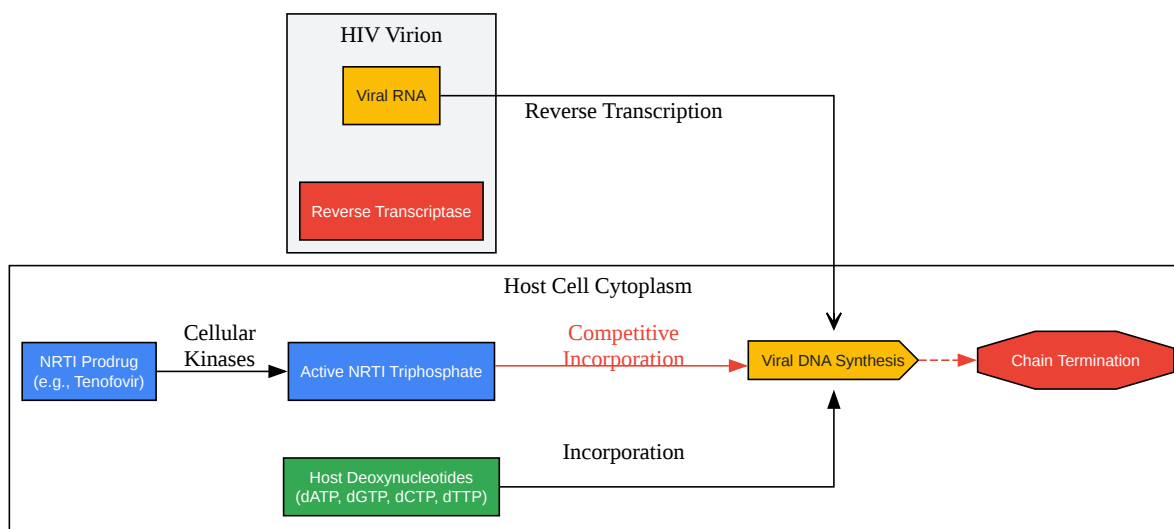 HIV Virion
Viral RNA
Reverse Transcription
Reverse Transcriptase
Host Cell Cytoplasm
NRTI Prodrug
(e.g., Tenofovir)
Cellular
Kinases
Active NRTI Triphosphate
Competitive
Incorporation
Viral DNA Synthesis
Chain Termination
Host Deoxynucleotides
(dATP, dGTP, dCTP, dTTP)
Incorporation